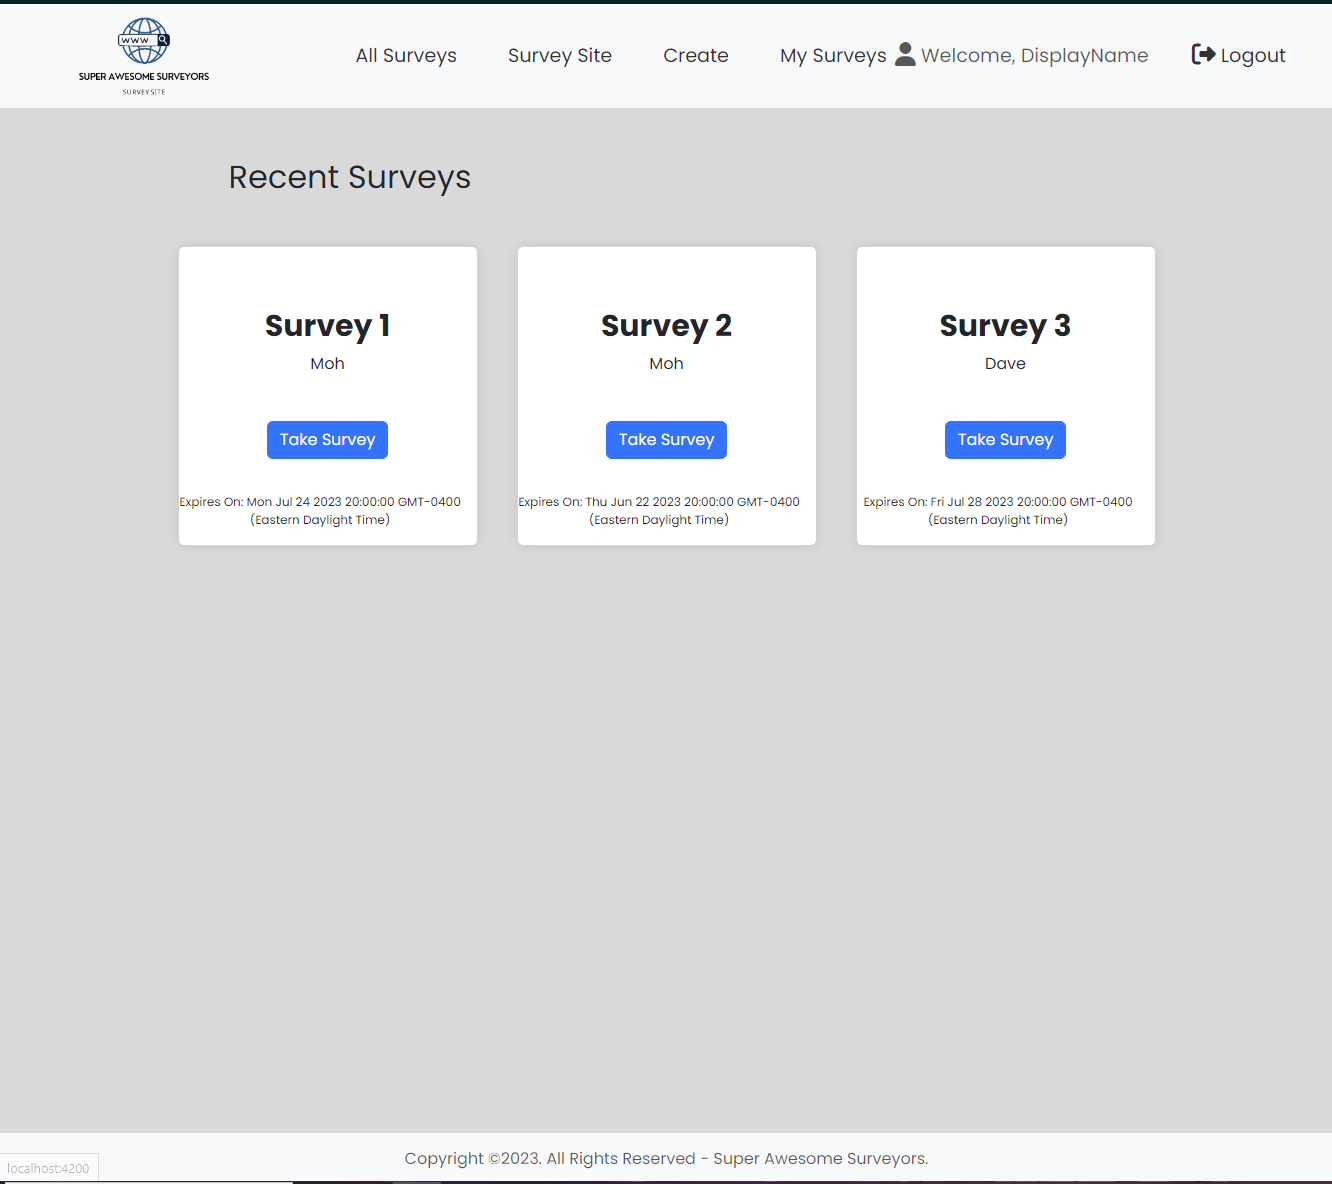 WWW
SUPER AWESOME SURVEYORS
SURVEY SITE
All Surveys
Survey Site
Create
My Surveys
Welcome, DisplayName
Logout
Recent Surveys
Survey 1
Moh
Take Survey
Expires On: Mon Jul 24 2023 20:00:00 GMT-0400
(Eastern Daylight Time)
Survey 2
Moh
Take Survey
Expires On: Thu Jun 22 2023 20:00:00 GMT-0400
(Eastern Daylight Time)
Survey 3
Dave
Take Survey
Expires On: Fri Jul 28 2023 20:00:00 GMT-0400
(Eastern Daylight Time)
Copyright ©2023. All Rights Reserved - Super Awesome Surveyors.
localhost:4200